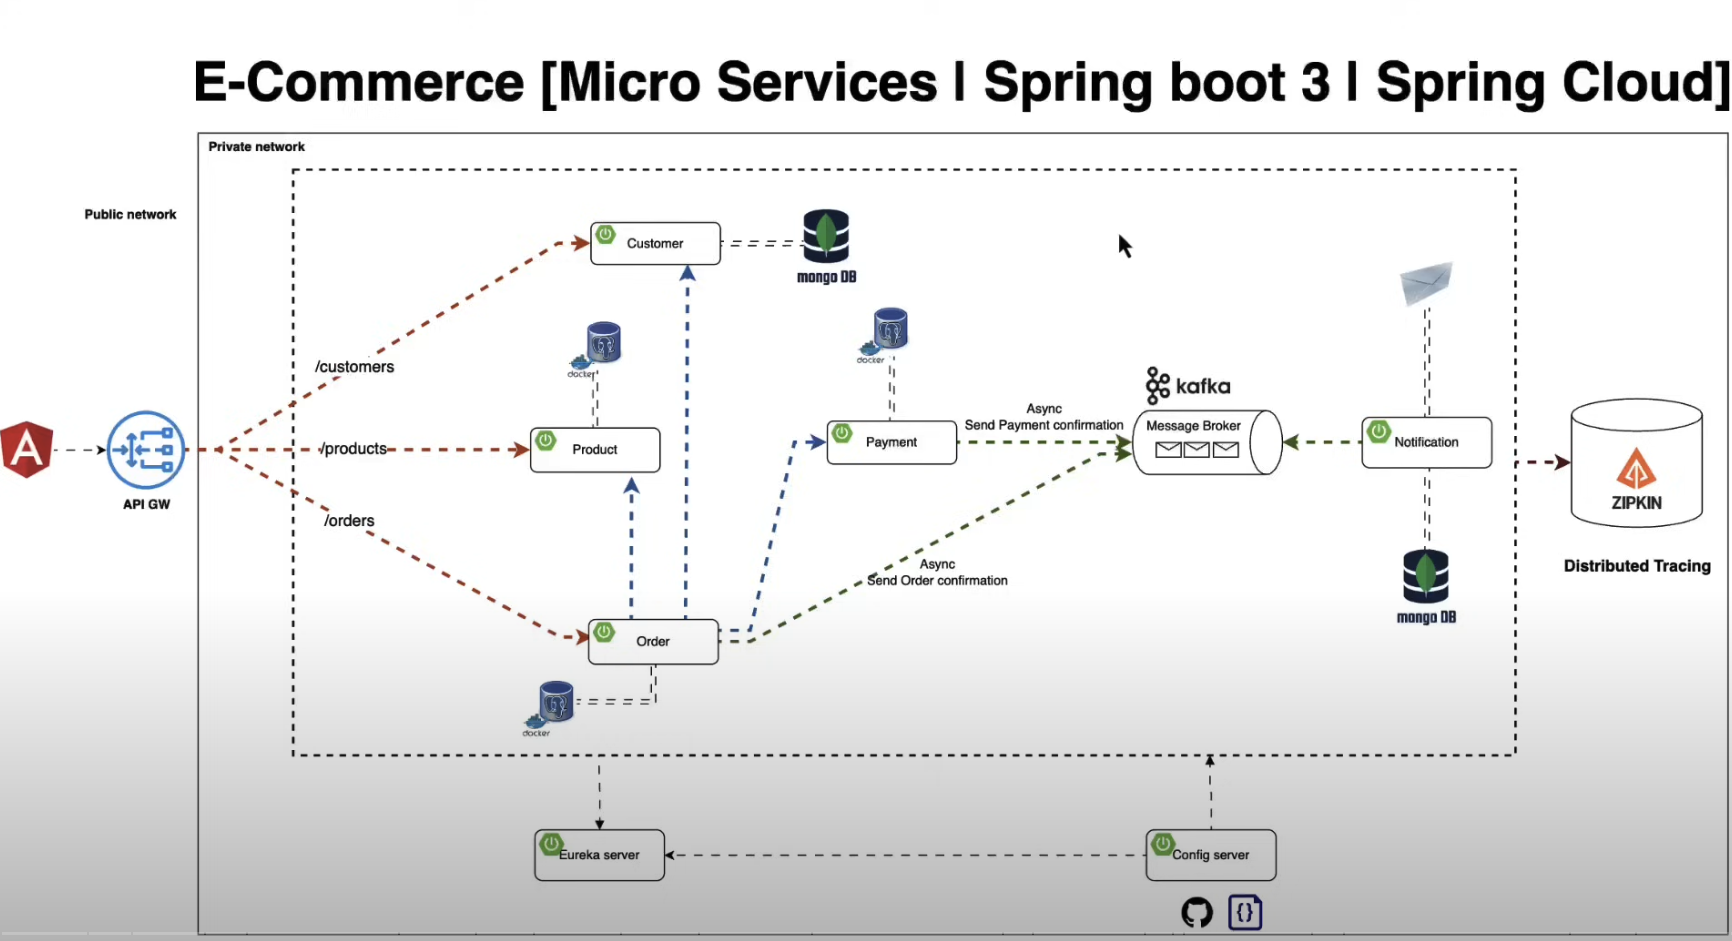 E-Commerce [Micro Services | Spring boot 3 | Spring Cloud]
Private network
Public network
Customer
mongo DB
docker
docker
/customers
kafka
Async
Send Payment confirmation
Message Broker
/products
Product
Payment
Notification
API GW
ZIPKIN
/orders
Distributed Tracing
Async
Send Order confirmation
mongo DB
Order
docker
Eureka server
Config server
{}